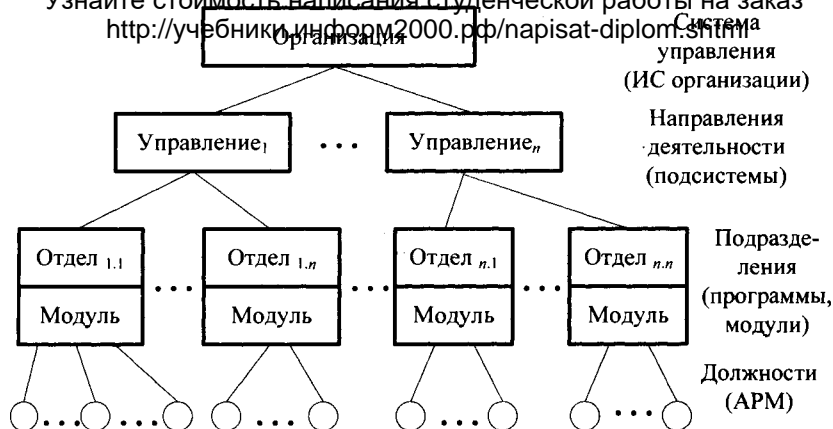 Узнайте стоимость написания студенческой работы на заказ
http://учебники.информ2000.рф/napisat-diplom.shtml
Организация
Система
управления
(ИС организации)
Управление₁ ... Управлениеₙ
Направления
деятельности
(подсистемы)
Отдел 1.1 ... Отдел 1.n ... Отдел n.1 ... Отдел n.n
Модуль Модуль Модуль Модуль
Подразде-
ления
(программы,
модули)
Должности
(АРМ)